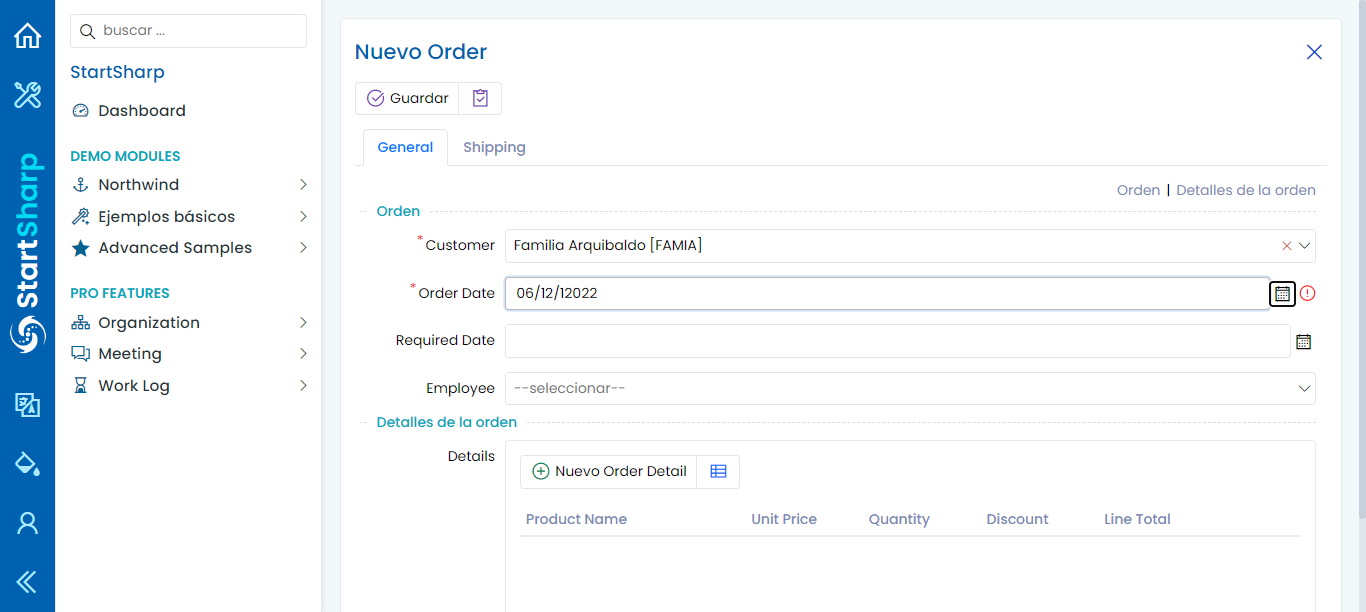 buscar ...
StartSharp
Dashboard
DEMO MODULES
Northwind
Ejemplos básicos
Advanced Samples
PRO FEATURES
Organization
Meeting
Work Log
StartSharp
Nuevo Order
Guardar
General Shipping
Orden | Detalles de la orden
Orden
*Customer Familia Arquibaldo [FAMIA]
*Order Date 06/12/12022
Required Date
Employee --seleccionar--
Detalles de la orden
Details
Nuevo Order Detail
Product Name Unit Price Quantity Discount Line Total